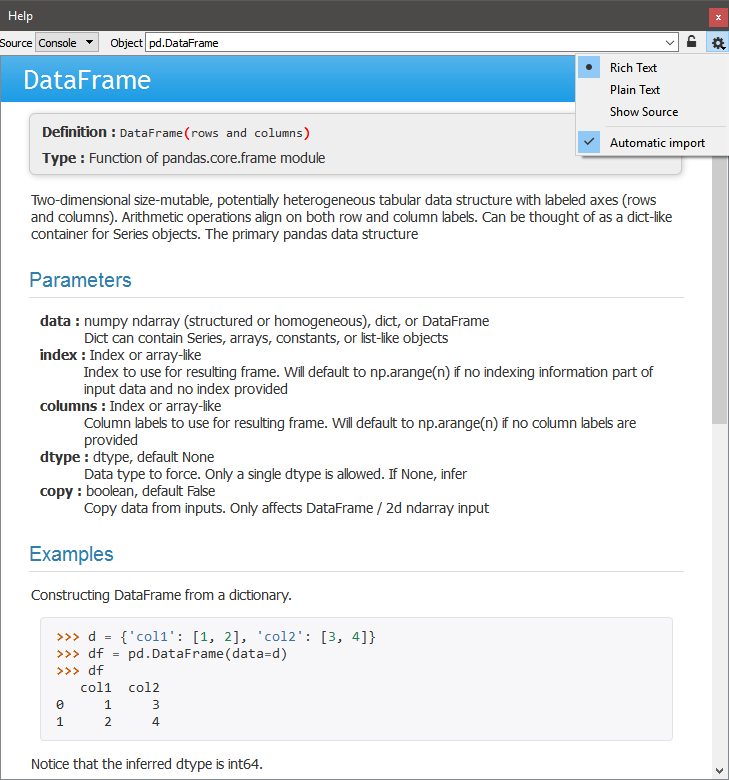 Help
Source Console Object pd.DataFrame
Rich Text
Plain Text
Show Source
Automatic import
DataFrame
Definition : DataFrame(rows and columns)
Type : Function of pandas.core.frame module
Two-dimensional size-mutable, potentially heterogeneous tabular data structure with labeled axes (rows
and columns). Arithmetic operations align on both row and column labels. Can be thought of as a dict-like
container for Series objects. The primary pandas data structure
Parameters
data : numpy ndarray (structured or homogeneous), dict, or DataFrame
Dict can contain Series, arrays, constants, or list-like objects
index : Index or array-like
Index to use for resulting frame. Will default to np.arange(n) if no indexing information part of
input data and no index provided
columns : Index or array-like
Column labels to use for resulting frame. Will default to np.arange(n) if no column labels are
provided
dtype : dtype, default None
Data type to force. Only a single dtype is allowed. If None, infer
copy : boolean, default False
Copy data from inputs. Only affects DataFrame / 2d ndarray input
Examples
Constructing DataFrame from a dictionary.
>>> d = {'col1': [1, 2], 'col2': [3, 4]}
>>> df = pd.DataFrame(data=d)
>>> df
   col1  col2
0     1     3
1     2     4
Notice that the inferred dtype is int64.